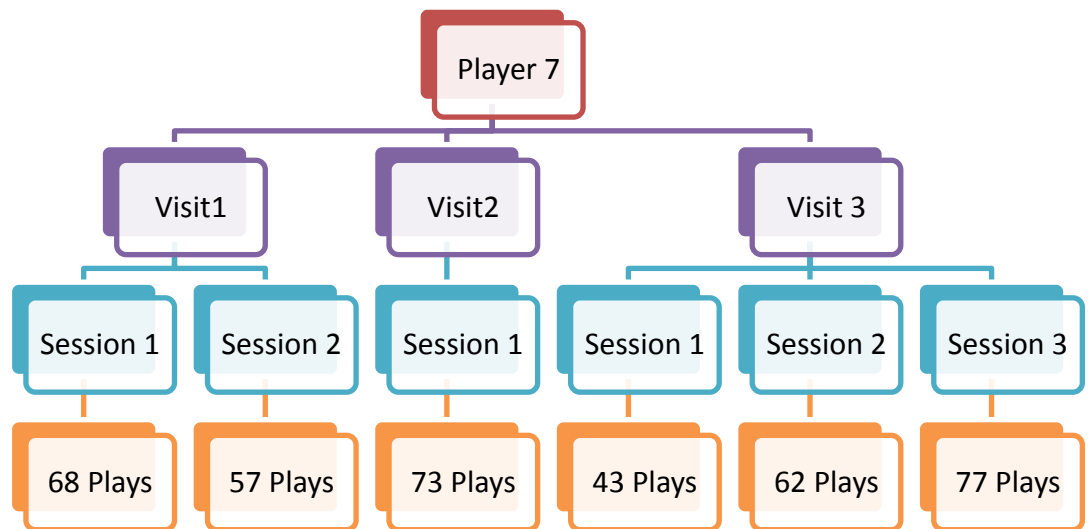 Player 7
Visit1
Visit2
Visit 3
Session 1
Session 2
Session 1
Session 1
Session 2
Session 3
68 Plays
57 Plays
73 Plays
43 Plays
62 Plays
77 Plays